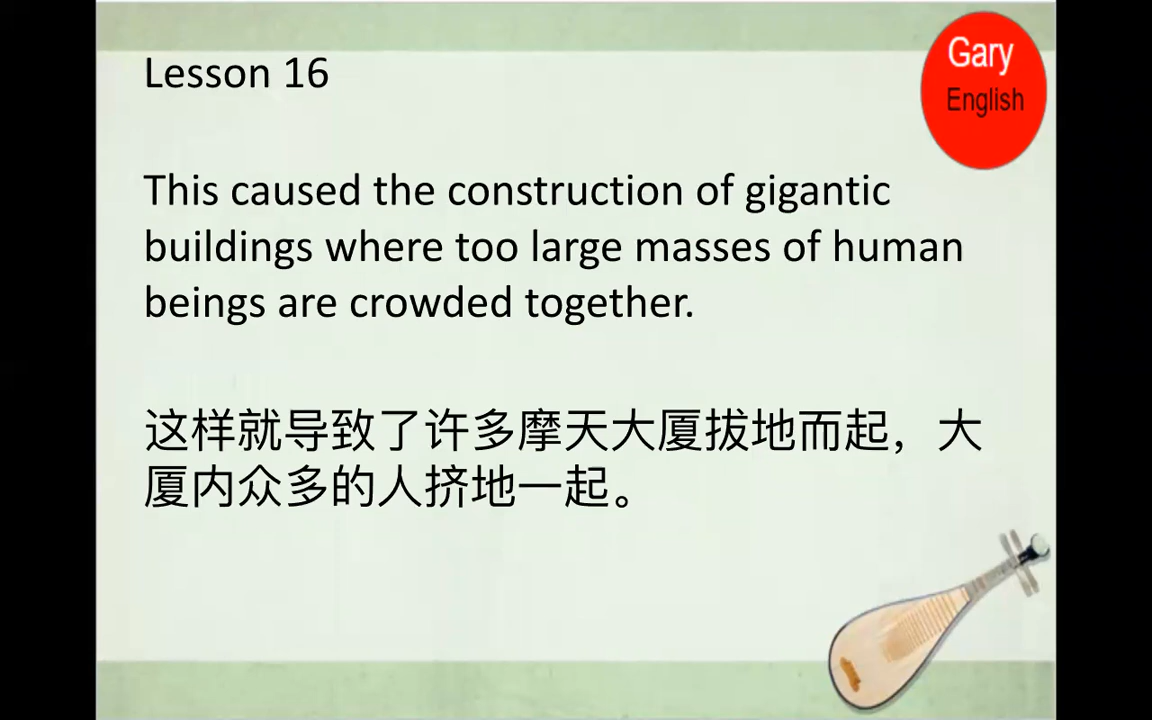 Lesson 16
Gary
English
This caused the construction of gigantic
buildings where too large masses of human
beings are crowded together.
这样就导致了许多摩天大厦拔地而起，大
厦内众多的人挤地一起。